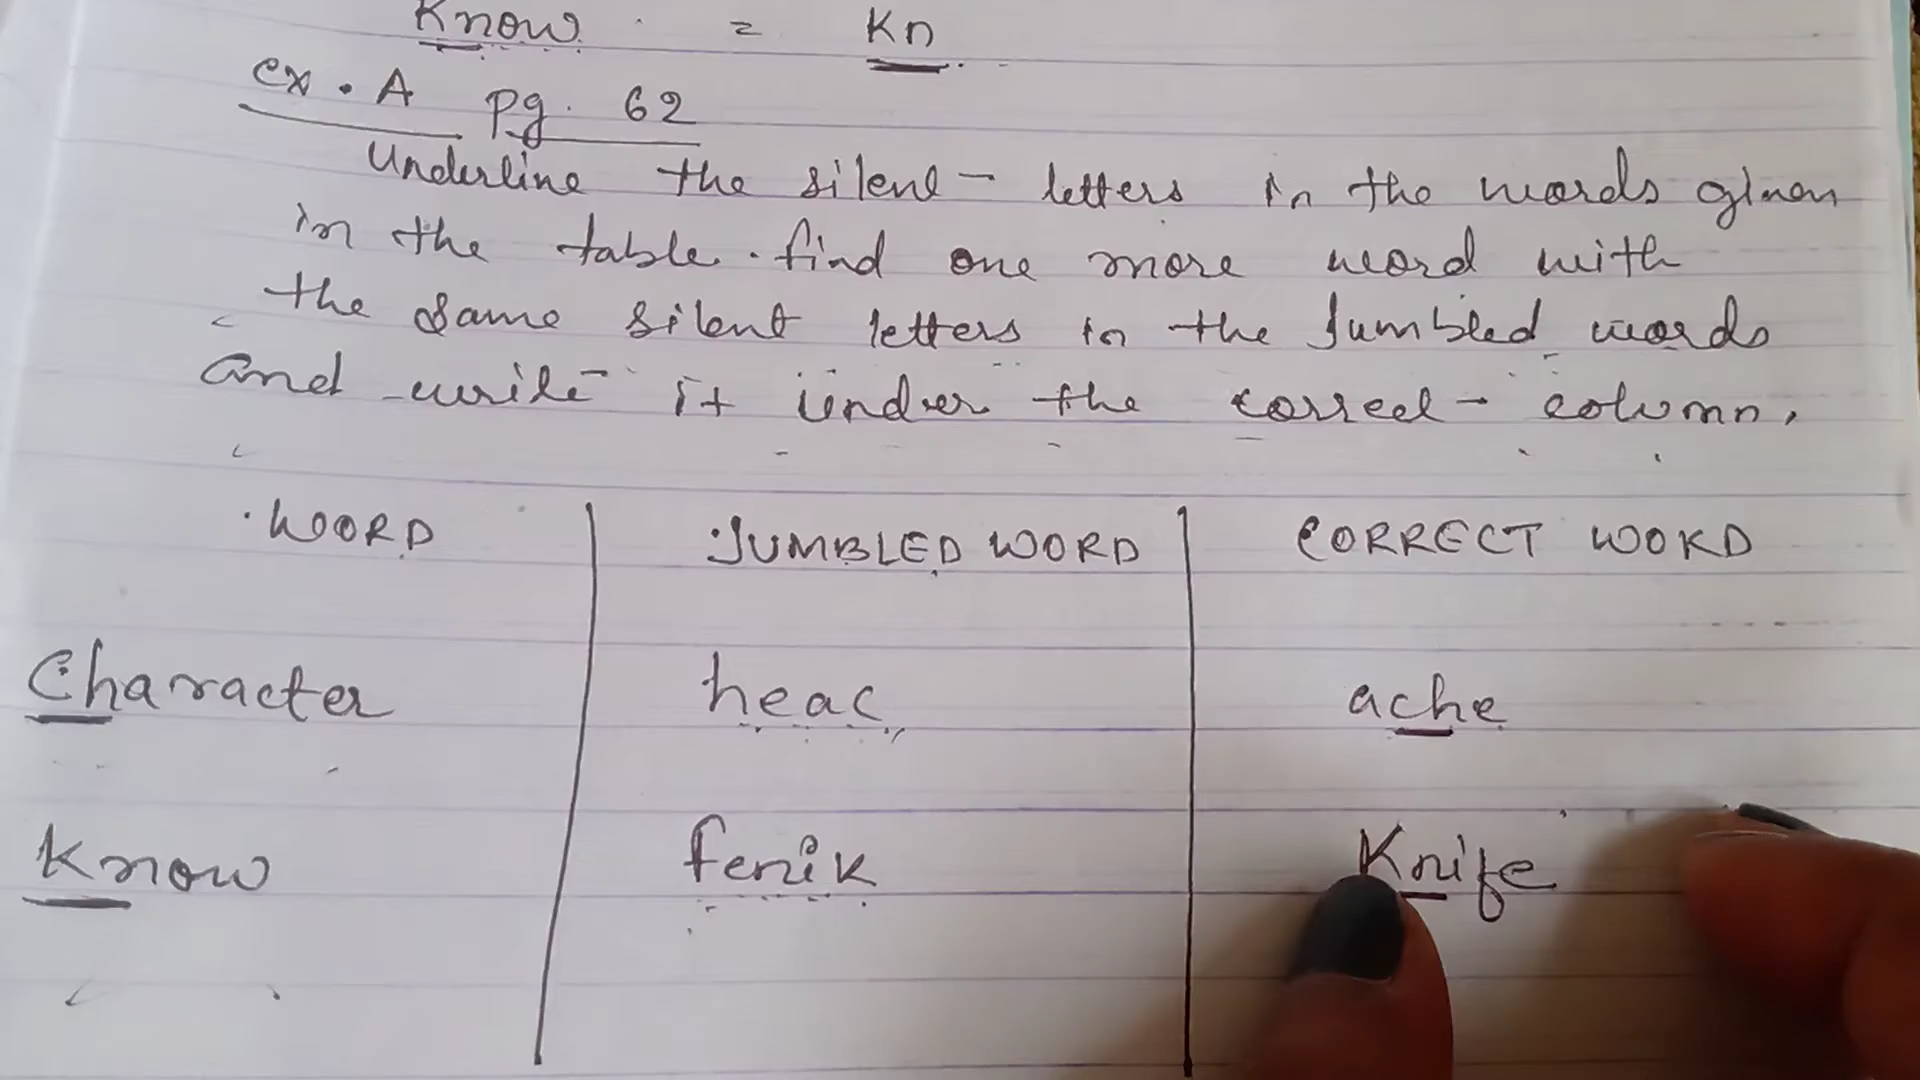 Know = Kn
ex. A pg. 62
Underline the silent letters in the words given
in the table. find one more word with
the same silent letters in the Jumbled words
and write it under the correct column.
WORD JUMBLED WORD CORRECT WORD
Character heac ache
Know fenik Knife